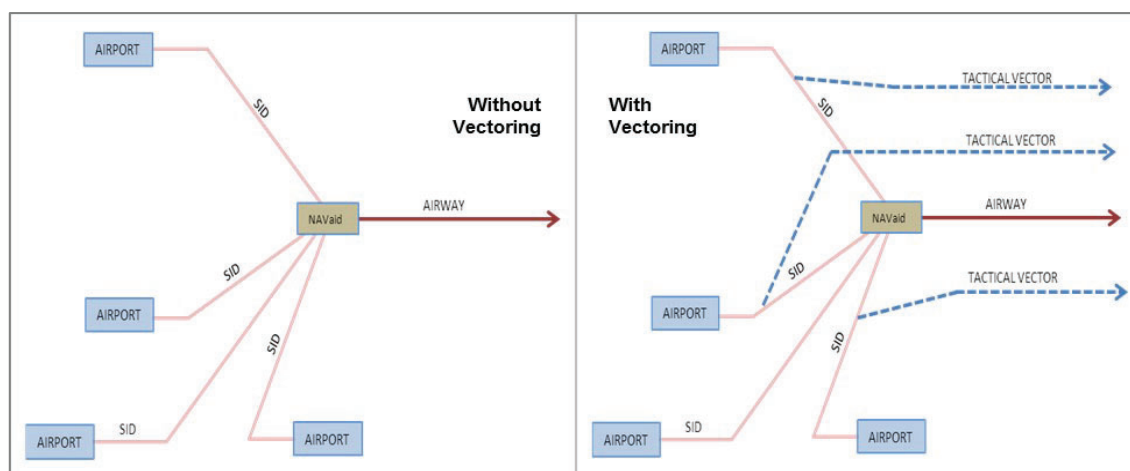 AIRPORT
SID
Without
Vectoring
NAVaid
AIRWAY
SID
AIRPORT
SID
SID
AIRPORT
AIRPORT
AIRPORT
TACTICAL VECTOR
With
Vectoring
SID
TACTICAL VECTOR
NAVaid
AIRWAY
SID
TACTICAL VECTOR
AIRPORT
SID
SID
AIRPORT
AIRPORT